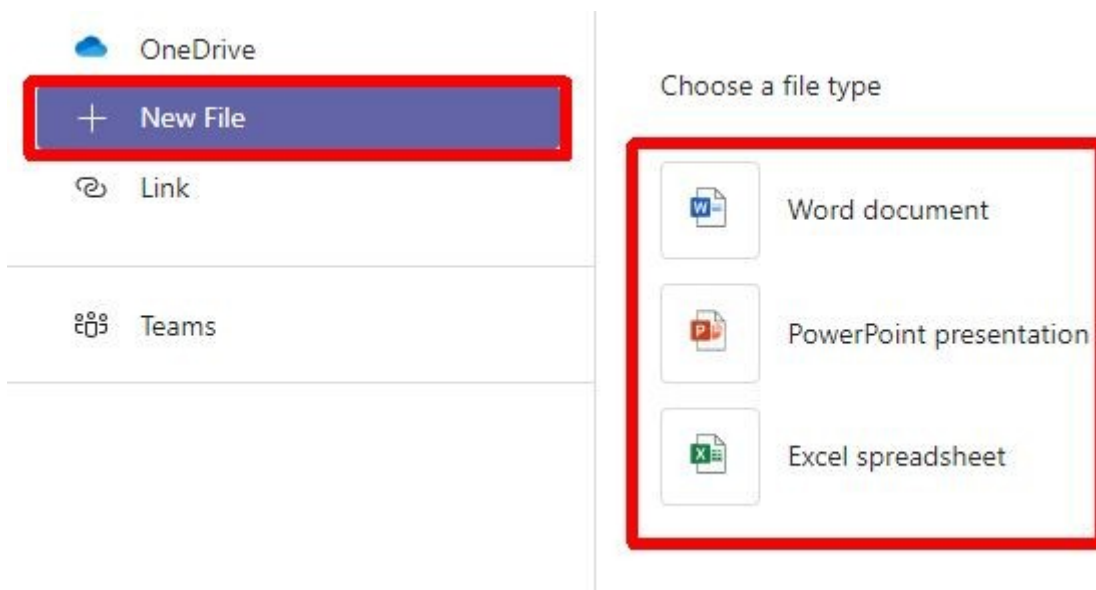 OneDrive
New File
Link
Teams
Choose a file type
Word document
PowerPoint presentation
Excel spreadsheet